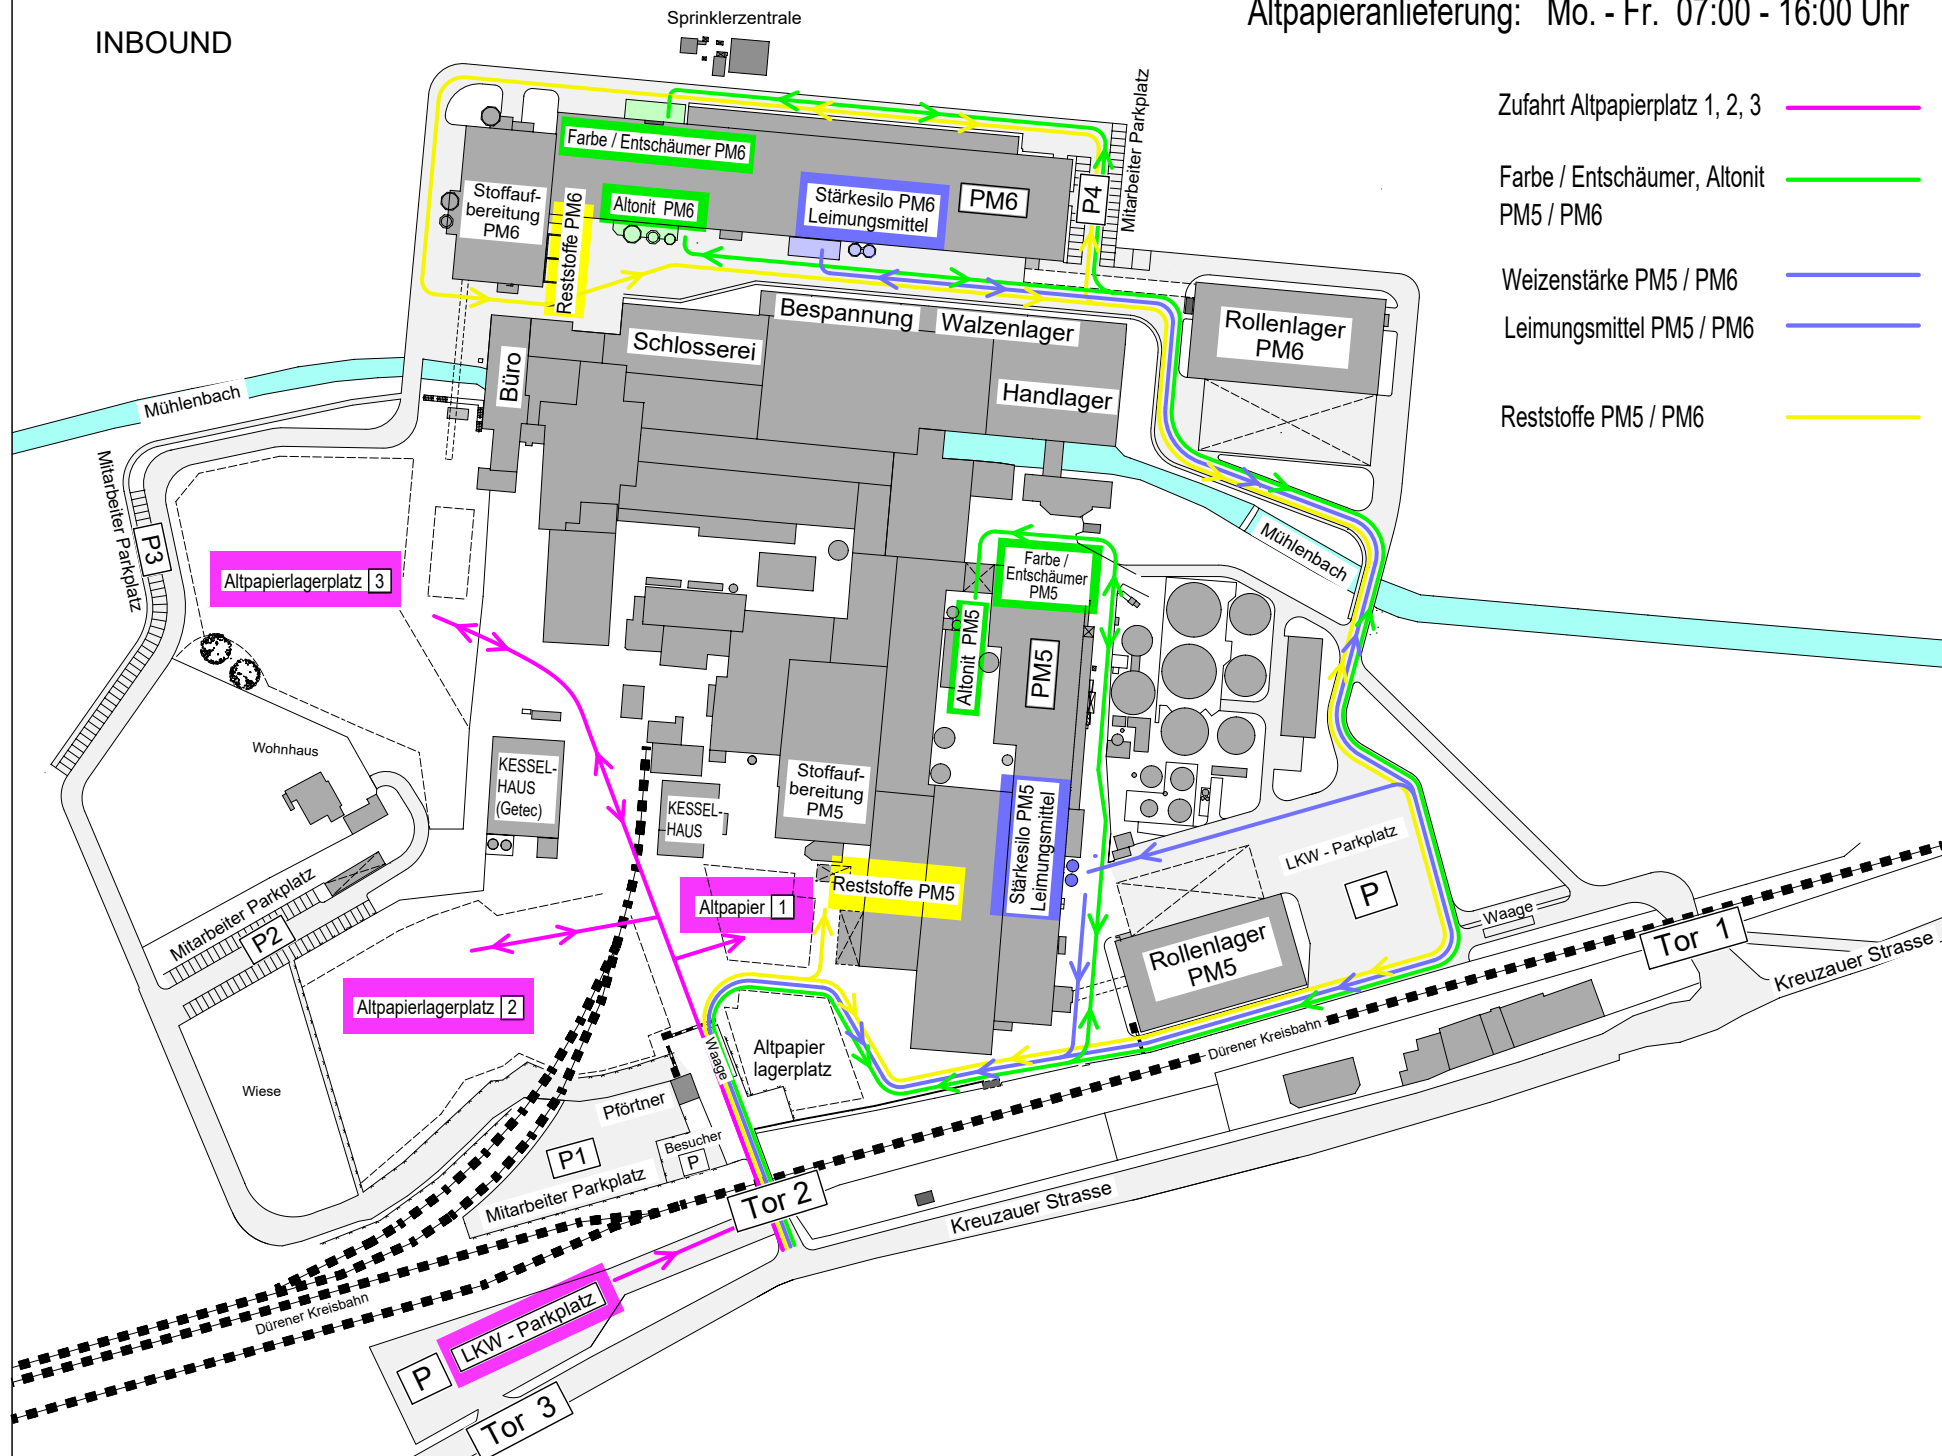 INBOUND
Sprinklerzentrale
Altpapieranlieferung: Mo. - Fr. 07:00 - 16:00 Uhr
Zufahrt Altpapierplatz 1, 2, 3
Farbe / Entschäumer, Altonit
PM5 / PM6
Weizenstärke PM5 / PM6
Leimungsmittel PM5 / PM6
Reststoffe PM5 / PM6
Mitarbeiter Parkplatz
P4
Farbe / Entschäumer PM6
Stoffauf-
bereitung
PM6
Reststoffe PM6
Altonit PM6
Stärkesilo PM6
Leimungsmittel
PM6
Rollenlager
PM6
Bespannung
Walzenlager
Schlosserei
Büro
Handlager
Mühlenbach
Mitarbeiter Parkplatz
P3
Altpapierlagerplatz 3
Mühlenbach
Farbe /
Entschäumer
PM5
Altonit PM5
PM5
Wohnhaus
KESSEL-
HAUS
(Getec)
KESSEL-
HAUS
Stoffauf-
bereitung
PM5
Stärkesilo PM5
Leimungsmittel
LKW - Parkplatz
P
Reststoffe PM5
Altpapier 1
Mitarbeiter Parkplatz
P2
Waage
Tor 1
Kreuzauer Strasse
Rollenlager
PM5
Altpapierlagerplatz 2
Waage
Altpapier
lagerplatz
Dürener Kreisbahn
Wiese
Pförtner
Besucher
P
P1
Mitarbeiter Parkplatz
Tor 2
Kreuzauer Strasse
Dürener Kreisbahn
LKW - Parkplatz
P
Tor 3